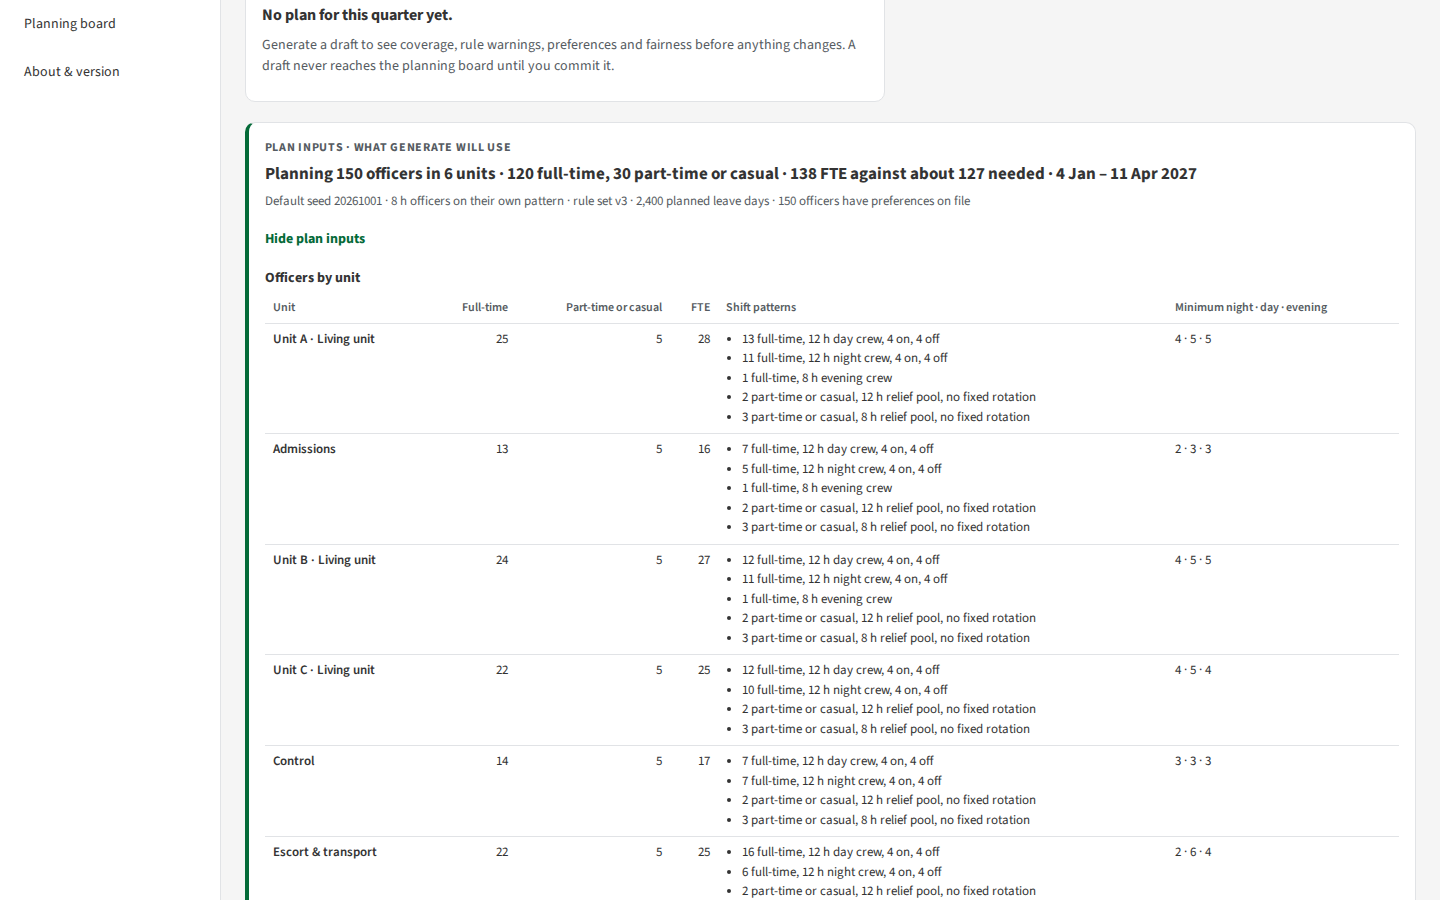 Planning board
About & version
No plan for this quarter yet.
Generate a draft to see coverage, rule warnings, preferences and fairness before anything changes. A
draft never reaches the planning board until you commit it.
PLAN INPUTS · WHAT GENERATE WILL USE
Planning 150 officers in 6 units · 120 full-time, 30 part-time or casual · 138 FTE against about 127 needed · 4 Jan – 11 Apr 2027
Default seed 20261001 · 8 h officers on their own pattern · rule set v3 · 2,400 planned leave days · 150 officers have preferences on file
Hide plan inputs
Officers by unit
Unit Full-time Part-time or casual FTE Shift patterns Minimum night · day · evening
Unit A · Living unit 25 5 28 • 13 full-time, 12 h day crew, 4 on, 4 off 4 · 5 · 5
• 11 full-time, 12 h night crew, 4 on, 4 off
• 1 full-time, 8 h evening crew
• 2 part-time or casual, 12 h relief pool, no fixed rotation
• 3 part-time or casual, 8 h relief pool, no fixed rotation
Admissions 13 5 16 • 7 full-time, 12 h day crew, 4 on, 4 off 2 · 3 · 3
• 5 full-time, 12 h night crew, 4 on, 4 off
• 1 full-time, 8 h evening crew
• 2 part-time or casual, 12 h relief pool, no fixed rotation
• 3 part-time or casual, 8 h relief pool, no fixed rotation
Unit B · Living unit 24 5 27 • 12 full-time, 12 h day crew, 4 on, 4 off 4 · 5 · 5
• 11 full-time, 12 h night crew, 4 on, 4 off
• 1 full-time, 8 h evening crew
• 2 part-time or casual, 12 h relief pool, no fixed rotation
• 3 part-time or casual, 8 h relief pool, no fixed rotation
Unit C · Living unit 22 5 25 • 12 full-time, 12 h day crew, 4 on, 4 off 4 · 5 · 4
• 10 full-time, 12 h night crew, 4 on, 4 off
• 2 part-time or casual, 12 h relief pool, no fixed rotation
• 3 part-time or casual, 8 h relief pool, no fixed rotation
Control 14 5 17 • 7 full-time, 12 h day crew, 4 on, 4 off 3 · 3 · 3
• 7 full-time, 12 h night crew, 4 on, 4 off
• 2 part-time or casual, 12 h relief pool, no fixed rotation
• 3 part-time or casual, 8 h relief pool, no fixed rotation
Escort & transport 22 5 25 • 16 full-time, 12 h day crew, 4 on, 4 off 2 · 6 · 4
• 6 full-time, 12 h night crew, 4 on, 4 off
• 2 part-time or casual, 12 h relief pool, no fixed rotation